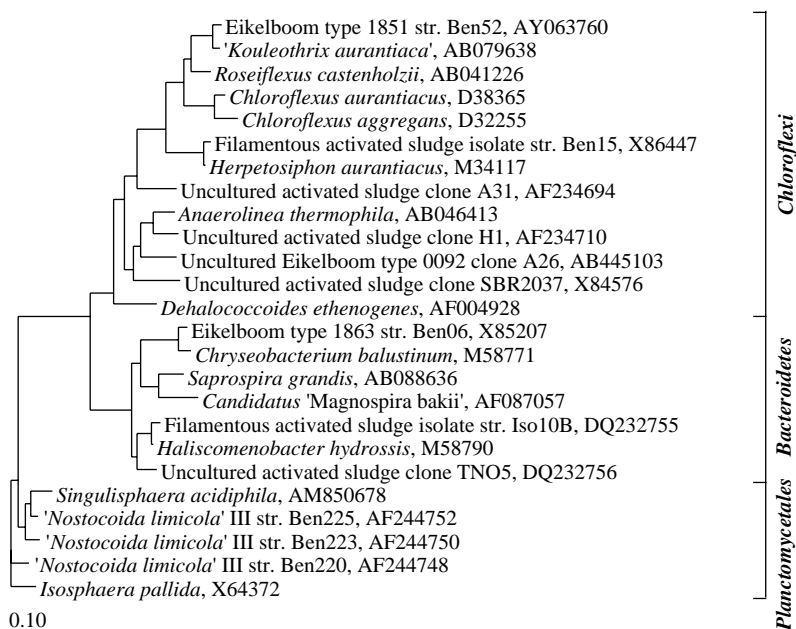 Eikelboom type 1851 str. Ben52, AY063760
'Kouleothrix aurantiaca', AB079638
Roseiflexus castenholzii, AB041226
Chloroflexus aurantiacus, D38365
Chloroflexus aggregans, D32255
Filamentous activated sludge isolate str. Ben15, X86447
Herpetosiphon aurantiacus, M34117
Uncultured activated sludge clone A31, AF234694
Anaerolinea thermophila, AB046413
Uncultured activated sludge clone H1, AF234710
Uncultured Eikelboom type 0092 clone A26, AB445103
Uncultured activated sludge clone SBR2037, X84576
Dehalococcoides ethenogenes, AF004928
Chloroflexi
Eikelboom type 1863 str. Ben06, X85207
Chryseobacterium balustinum, M58771
Saprospira grandis, AB088636
Candidatus 'Magnospira bakii', AF087057
Filamentous activated sludge isolate str. Iso10B, DQ232755
Haliscomenobacter hydrossis, M58790
Uncultured activated sludge clone TNO5, DQ232756
Bacteroidetes
Singulisphaera acidiphila, AM850678
'Nostocoida limicola' III str. Ben225, AF244752
'Nostocoida limicola' III str. Ben223, AF244750
'Nostocoida limicola' III str. Ben220, AF244748
Isosphaera pallida, X64372
Planctomycetales
0.10